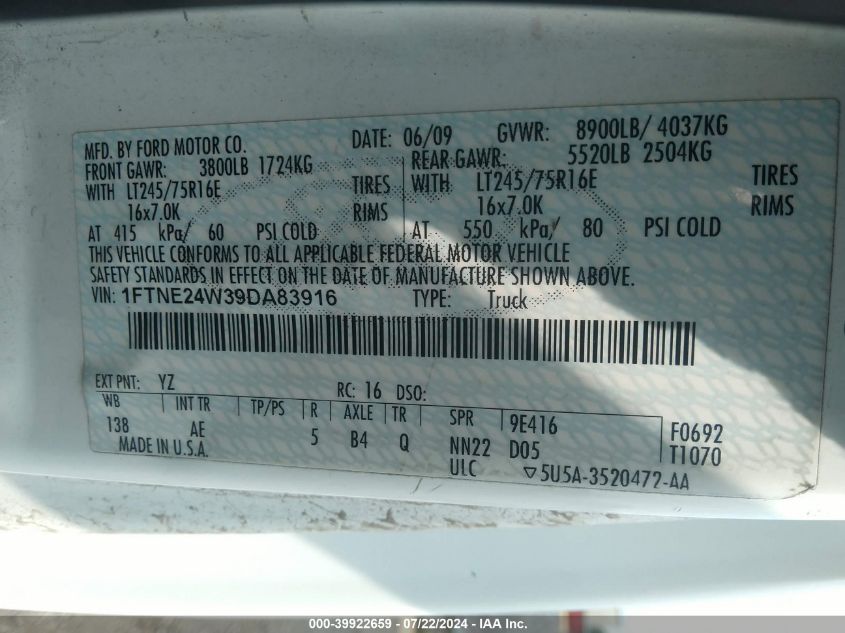 MFD. BY FORD MOTOR CO. DATE: 06/09 GVWR: 8900LB/ 4037KG
FRONT GAWR: 3800LB 1724KG REAR GAWR: 5520LB 2504KG
WITH LT245/75R16E TIRES WITH LT245/75R16E TIRES
16x7.0K RIMS 16x7.0K RIMS
AT 415 kPa/ 60 PSI COLD AT 550 kPa/ 80 PSI COLD
THIS VEHICLE CONFORMS TO ALL APPLICABLE FEDERAL MOTOR VEHICLE
SAFETY STANDARDS IN EFFECT ON THE DATE OF MANUFACTURE SHOWN ABOVE.
VIN: 1FTNE24W39DA83916 TYPE: Truck
EXT PNT: YZ RC: 16 DSO:
WB INT TR TP/PS R AXLE TR SPR 9E416 F0692
138 AE 5 B4 Q NN22 D05 T1070
MADE IN U.S.A. ULC ▽5U5A-3520472-AA
000-39922659 - 07/22/2024 - IAA Inc.